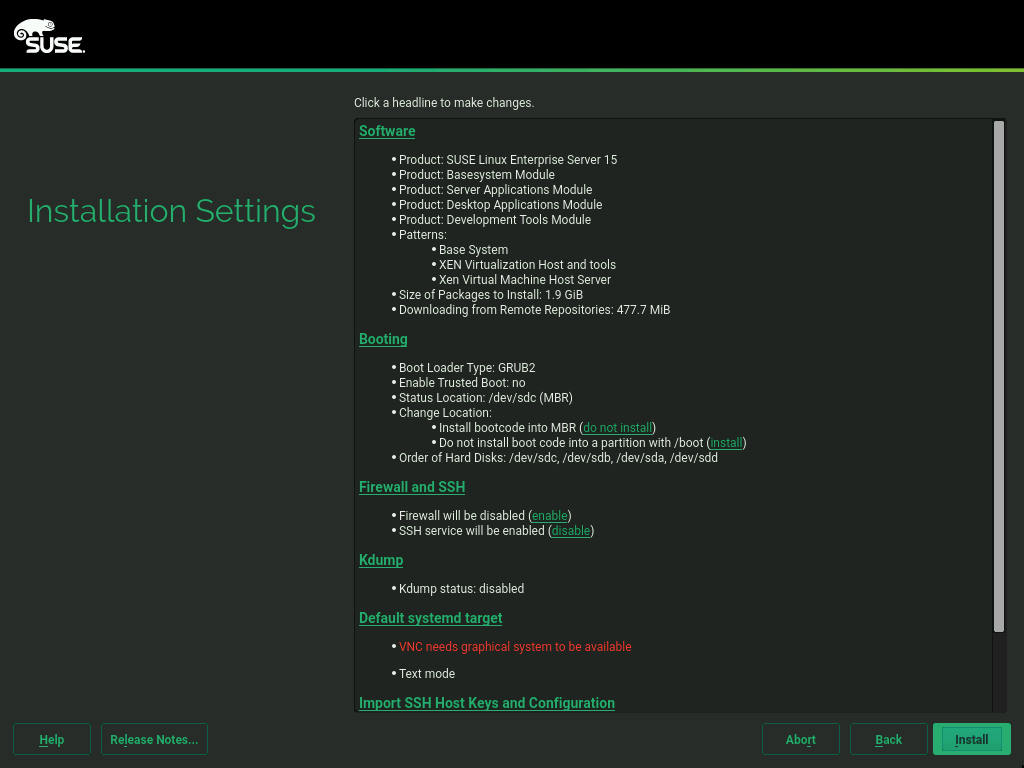 SUSE.
Click a headline to make changes.
Installation Settings
Software
• Product: SUSE Linux Enterprise Server 15
• Product: Basesystem Module
• Product: Server Applications Module
• Product: Desktop Applications Module
• Product: Development Tools Module
• Patterns:
• Base System
• XEN Virtualization Host and tools
• Xen Virtual Machine Host Server
• Size of Packages to Install: 1.9 GiB
• Downloading from Remote Repositories: 477.7 MiB
Booting
• Boot Loader Type: GRUB2
• Enable Trusted Boot: no
• Status Location: /dev/sdc (MBR)
• Change Location:
• Install bootcode into MBR (do not install)
• Do not install boot code into a partition with /boot (install)
• Order of Hard Disks: /dev/sdc, /dev/sdb, /dev/sda, /dev/sdd
Firewall and SSH
• Firewall will be disabled (enable)
• SSH service will be enabled (disable)
Kdump
• Kdump status: disabled
Default systemd target
• VNC needs graphical system to be available
• Text mode
Import SSH Host Keys and Configuration
Help Release Notes... Abort Back Install